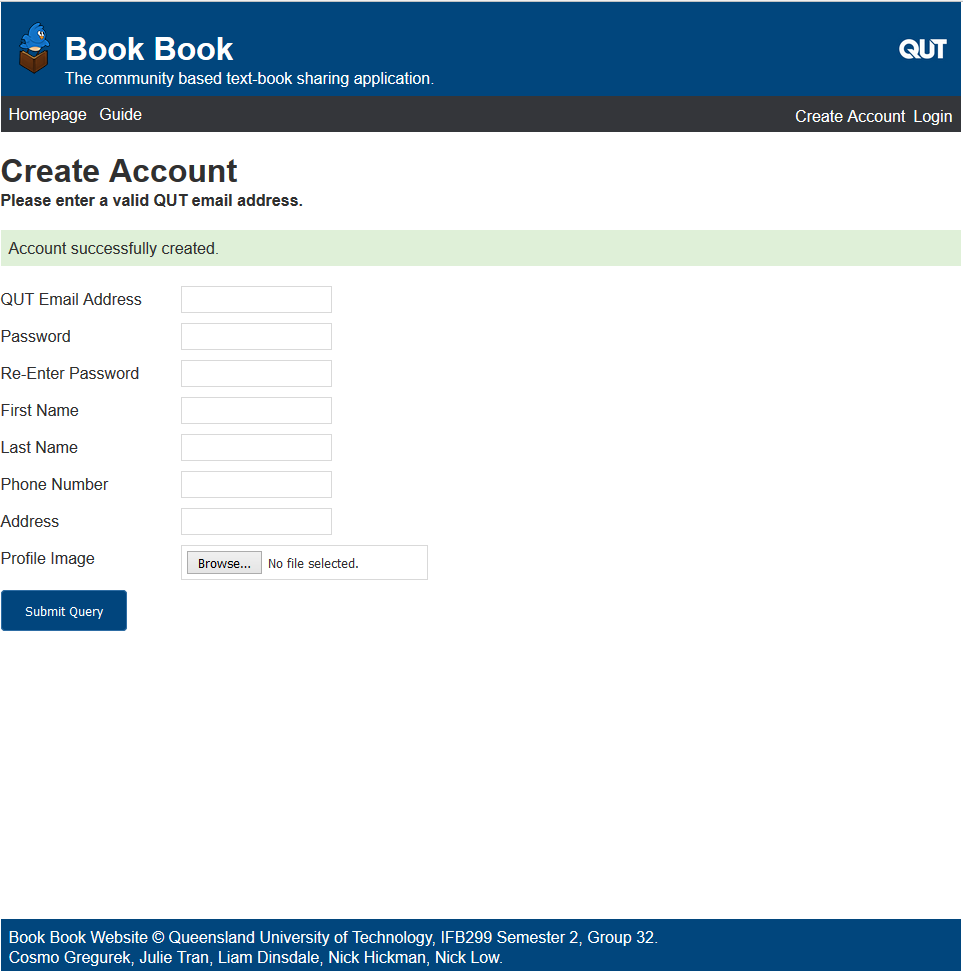 Book Book
QUT
The community based text-book sharing application.
Homepage Guide Create Account Login
Create Account
Please enter a valid QUT email address.
Account successfully created.
QUT Email Address
Password
Re-Enter Password
First Name
Last Name
Phone Number
Address
Profile Image Browse... No file selected.
Submit Query
Book Book Website © Queensland University of Technology, IFB299 Semester 2, Group 32.
Cosmo Gregurek, Julie Tran, Liam Dinsdale, Nick Hickman, Nick Low.